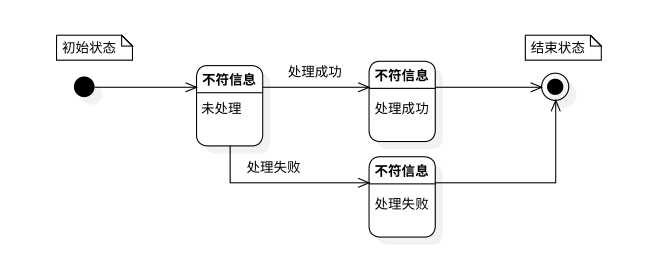 初始状态
结束状态
不符信息
未处理
处理成功
不符信息
处理成功
处理失败
不符信息
处理失败